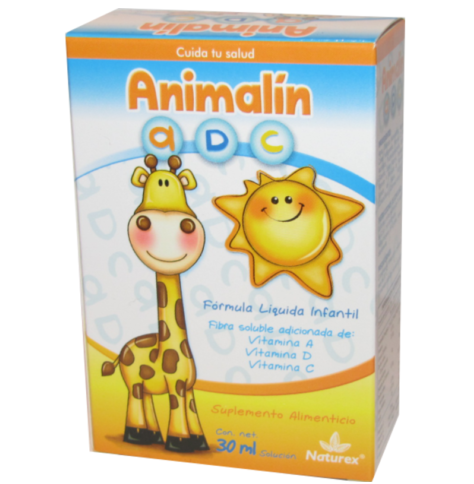 Cuida tu salud
Animalín
a D C
Fórmula Líquida Infantil
Fibra soluble adicionada de:
Vitamina A
Vitamina D
Vitamina C
Suplemento Alimenticio
Con. net.
30 ml Solución
Naturex®